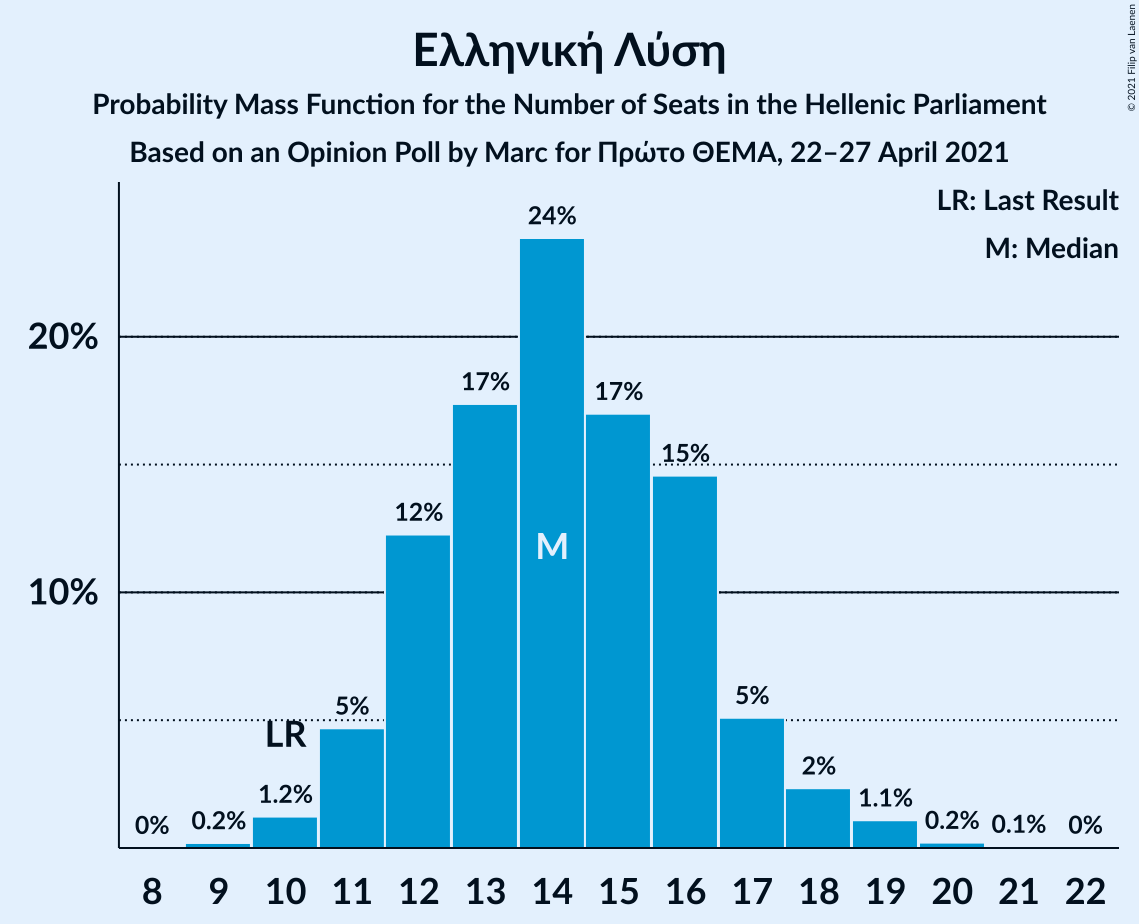 Ελληνική Λύση
Probability Mass Function for the Number of Seats in the Hellenic Parliament
Based on an Opinion Poll by Marc for Πρώτο ΘΕΜΑ, 22–27 April 2021
© 2021 Filip van Laenen
LR: Last Result
M: Median
20%
10%
0%
0.2%
1.2%
5%
12%
17%
24%
17%
15%
5%
2%
1.1%
0.2%
0.1%
0%
LR
M
8 9 10 11 12 13 14 15 16 17 18 19 20 21 22